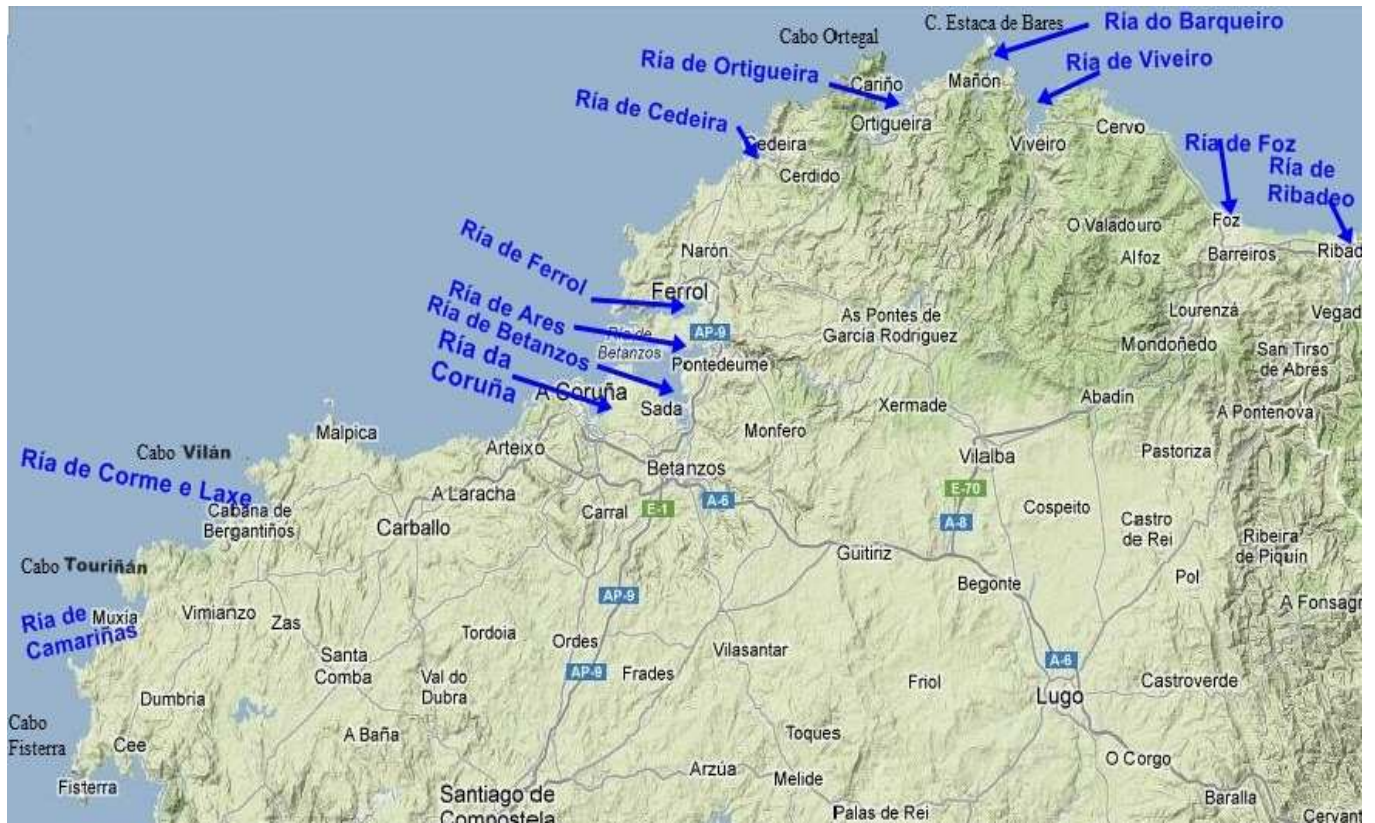 C. Estaca de Bares
Ría do Barqueiro
Cabo Ortegal
Ría de Ortigueira
Ría de Viveiro
Cariño
Mañón
Ría de Cedeira
Ortigueira
Cervo
Cedeira
Viveiro
Ría de Foz
Ría de
Ribadeo
Cerdido
Foz
O Valadouro
Narón
Alfoz
Barreiros
Ribad
Ría de Ferrol
Ferrol
Ría de Ares
Ría de Betanzos
As Pontes de
García Rodriguez
Lourenzá
Vegad
AP-9
Ría de
Betanzos
Mondoñedo
San Tirso
de Abres
Ría da
Coruña
Pontedeume
A Coruña
Sada
Xermade
Abadin
A Pontenova
Malpica
Monfero
Cabo Vilán
Arteixo
Vilalba
Pastoriza
Ría de Corme e Laxe
Betanzos
A Laracha
E-70
A-6
Cabana de
Bergantiños
Carballo
Carral
E-1
A-8
Cospeito
Castro
de Rei
Ribeira
de Piquín
Cabo Touriñán
Guitiriz
Begonte
Pol
AP-9
A Fonsagr
Ría de
Camariñas
Muxía
Vimianzo
Zas
Tordoia
Ordes
Vilasantar
Santa
Comba
Val do
Dubra
AP-9
Frades
Friol
A-6
Lugo
Castroverde
Dumbria
Cabo
Fisterra
Cee
A Baña
Toques
O Corgo
Fisterra
Arzúa
Melide
Santiago de
Compostela
Palas de Rei
Baralla
Cervant